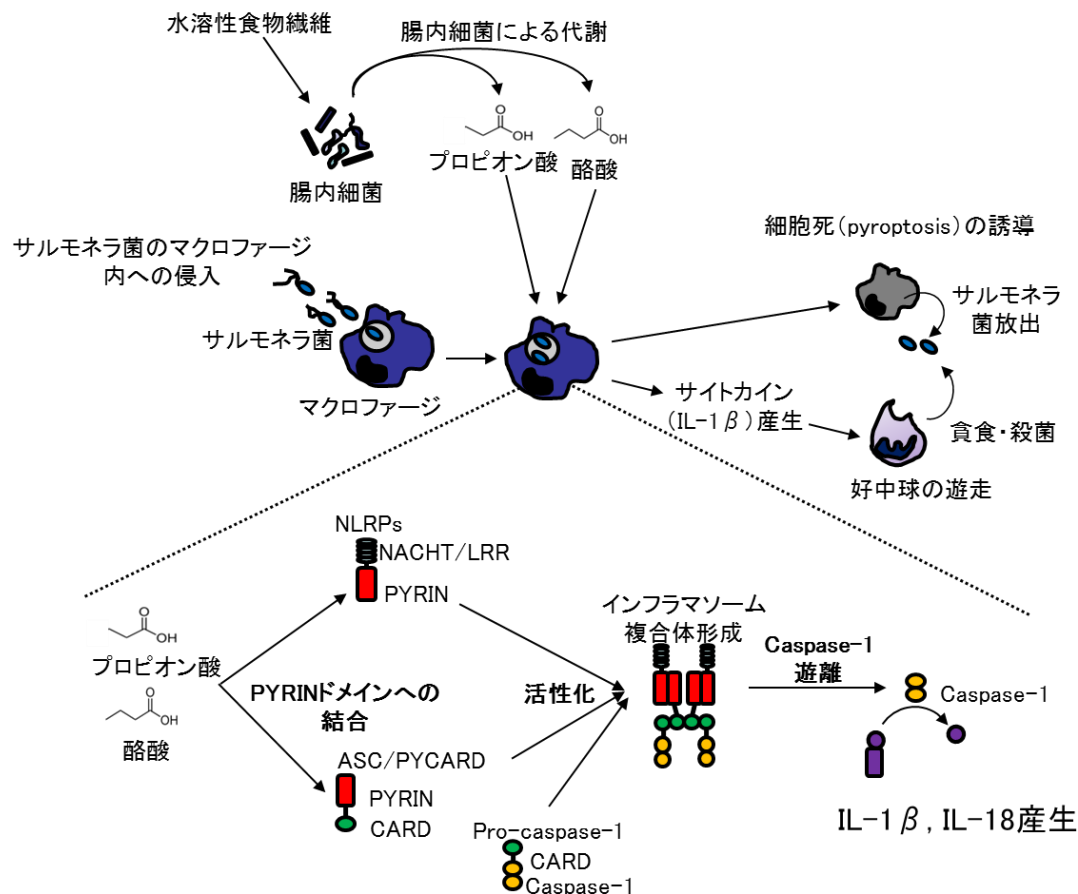 水溶性食物繊維
腸内細菌による代謝
O
OH
O
OH
プロピオン酸
酪酸
腸内細菌
サルモネラ菌のマクロファージ
内への侵入
サルモネラ菌
マクロファージ
細胞死(pyroptosis)の誘導
サルモネラ
菌放出
サイトカイン
(IL-1β)産生
貪食・殺菌
好中球の遊走
NLRPs
NACHT/LRR
PYRIN
O
OH
プロピオン酸
O
OH
酪酸
PYRINドメインへの
結合
活性化
ASC/PYCARD
PYRIN
CARD
Pro-caspase-1
CARD
Caspase-1
インフラマソーム
複合体形成
Caspase-1
遊離
Caspase-1
IL-1β, IL-18産生